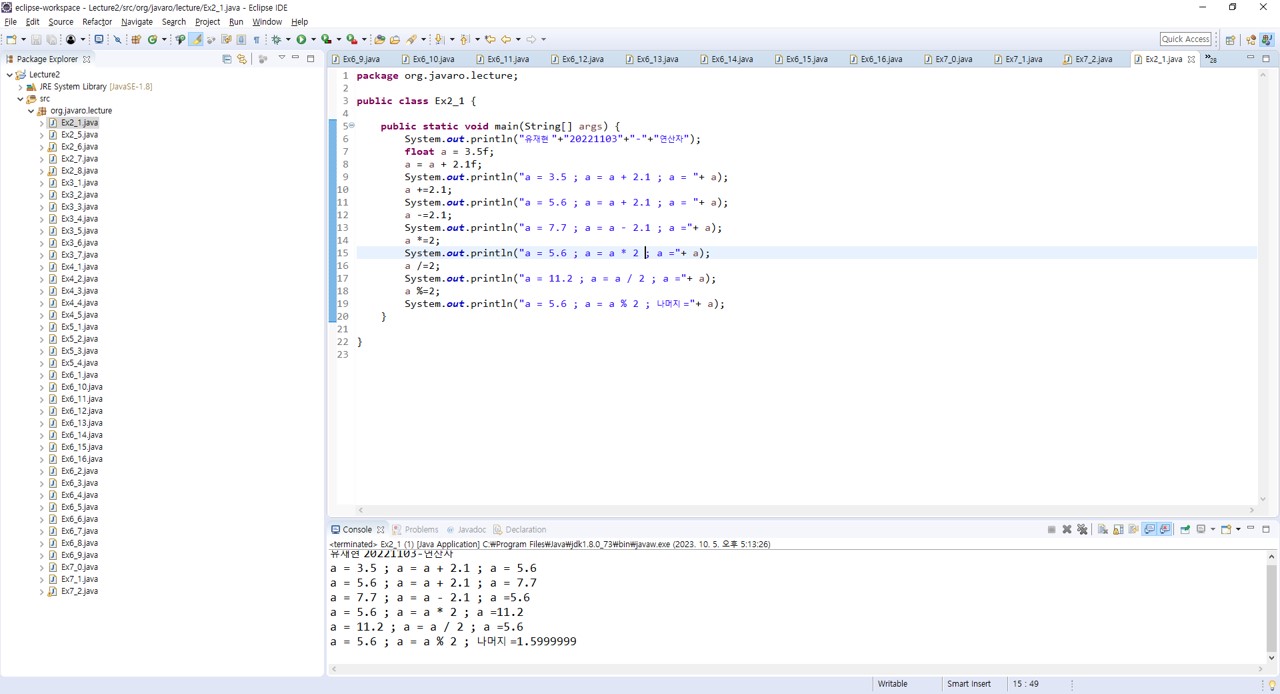 eclipse-workspace - Lecture2/src/org/javaro/lecture/Ex2_1.java - Eclipse IDE
File Edit Source Refactor Navigate Search Project Run Window Help
Quick Access
Package Explorer
Ex6_9.java Ex6_10.java Ex6_11.java Ex6_12.java Ex6_13.java Ex6_14.java Ex6_15.java Ex6_16.java Ex7_0.java Ex7_1.java Ex7_2.java Ex2_1.java »28
Lecture2
JRE System Library [JavaSE-1.8]
src
org.javaro.lecture
Ex2_1.java
Ex2_5.java
Ex2_6.java
Ex2_7.java
Ex2_8.java
Ex3_1.java
Ex3_2.java
Ex3_3.java
Ex3_4.java
Ex3_5.java
Ex3_6.java
Ex3_7.java
Ex4_1.java
Ex4_2.java
Ex4_3.java
Ex4_4.java
Ex4_5.java
Ex5_1.java
Ex5_2.java
Ex5_3.java
Ex5_4.java
Ex6_1.java
Ex6_10.java
Ex6_11.java
Ex6_12.java
Ex6_13.java
Ex6_14.java
Ex6_15.java
Ex6_16.java
Ex6_2.java
Ex6_3.java
Ex6_4.java
Ex6_5.java
Ex6_6.java
Ex6_7.java
Ex6_8.java
Ex6_9.java
Ex7_0.java
Ex7_1.java
Ex7_2.java
1 package org.javaro.lecture;
2
3 public class Ex2_1 {
4
5 public static void main(String[] args) {
6 System.out.println("유재현 "+"20221103"+"-"+"연산자");
7 float a = 3.5f;
8 a = a + 2.1f;
9 System.out.println("a = 3.5 ; a = a + 2.1 ; a = "+ a);
10 a +=2.1;
11 System.out.println("a = 5.6 ; a = a + 2.1 ; a = "+ a);
12 a -=2.1;
13 System.out.println("a = 7.7 ; a = a - 2.1 ; a ="+ a);
14 a *=2;
15 System.out.println("a = 5.6 ; a = a * 2 ; a ="+ a);
16 a /=2;
17 System.out.println("a = 11.2 ; a = a / 2 ; a ="+ a);
18 a %=2;
19 System.out.println("a = 5.6 ; a = a % 2 ; 나머지 ="+ a);
20 }
21
22 }
23
Console Problems @ Javadoc Declaration
<terminated> Ex2_1 (1) [Java Application] C:₩Program Files₩Java₩jdk1.8.0_73₩bin₩javaw.exe (2023. 10. 5. 오후 5:13:26)
유재현 20221103-연산자
a = 3.5 ; a = a + 2.1 ; a = 5.6
a = 5.6 ; a = a + 2.1 ; a = 7.7
a = 7.7 ; a = a - 2.1 ; a =5.6
a = 5.6 ; a = a * 2 ; a =11.2
a = 11.2 ; a = a / 2 ; a =5.6
a = 5.6 ; a = a % 2 ; 나머지 =1.5999999
Writable Smart Insert 15 : 49